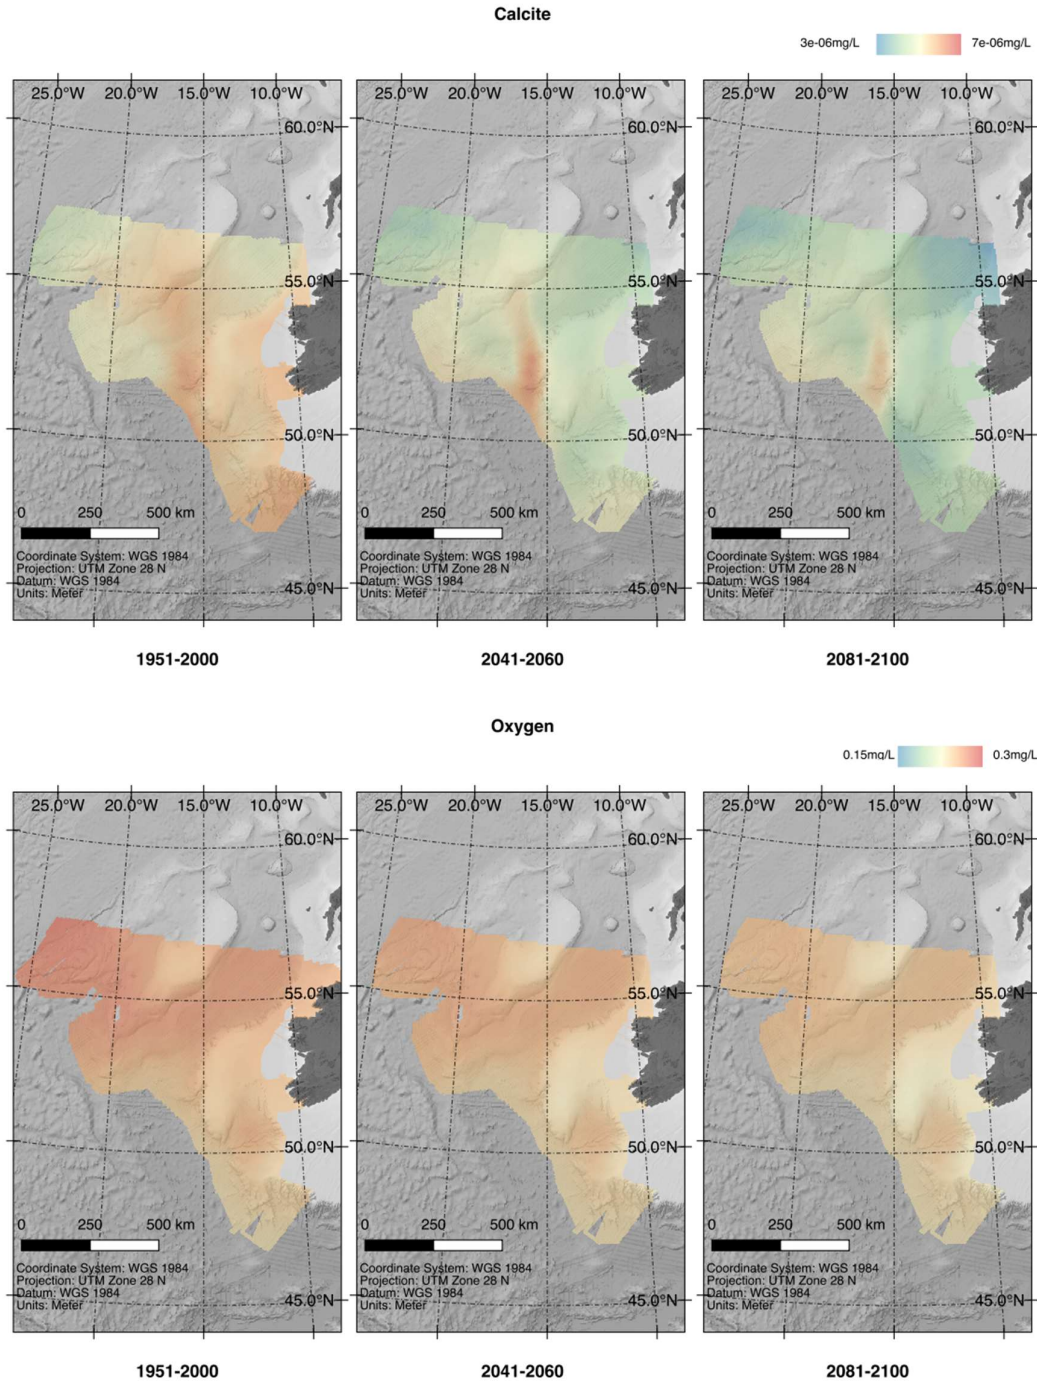 Calcite
3e-06mg/L 7e-06mg/L
25.0°W 20.0°W 15.0°W 10.0°W 25.0°W 20.0°W 15.0°W 10.0°W 25.0°W 20.0°W 15.0°W 10.0°W
60.0°N 60.0°N 60.0°N
55.0°N 55.0°N 55.0°N
50.0°N 50.0°N 50.0°N
0 250 500 km 0 250 500 km 0 250 500 km
Coordinate System: WGS 1984 Coordinate System: WGS 1984 Coordinate System: WGS 1984
Projection: UTM Zone 28 N Projection: UTM Zone 28 N Projection: UTM Zone 28 N
Datum: WGS 1984 Datum: WGS 1984 Datum: WGS 1984
Units: Meter 45.0°N Units: Meter 45.0°N Units: Meter 45.0°N
1951-2000 2041-2060 2081-2100
Oxygen
0.15mg/L 0.3mg/L
25.0°W 20.0°W 15.0°W 10.0°W 25.0°W 20.0°W 15.0°W 10.0°W 25.0°W 20.0°W 15.0°W 10.0°W
60.0°N 60.0°N 60.0°N
55.0°N 55.0°N 55.0°N
50.0°N 50.0°N 50.0°N
0 250 500 km 0 250 500 km 0 250 500 km
Coordinate System: WGS 1984 Coordinate System: WGS 1984 Coordinate System: WGS 1984
Projection: UTM Zone 28 N Projection: UTM Zone 28 N Projection: UTM Zone 28 N
Datum: WGS 1984 Datum: WGS 1984 Datum: WGS 1984
Units: Meter 45.0°N Units: Meter 45.0°N Units: Meter 45.0°N
1951-2000 2041-2060 2081-2100